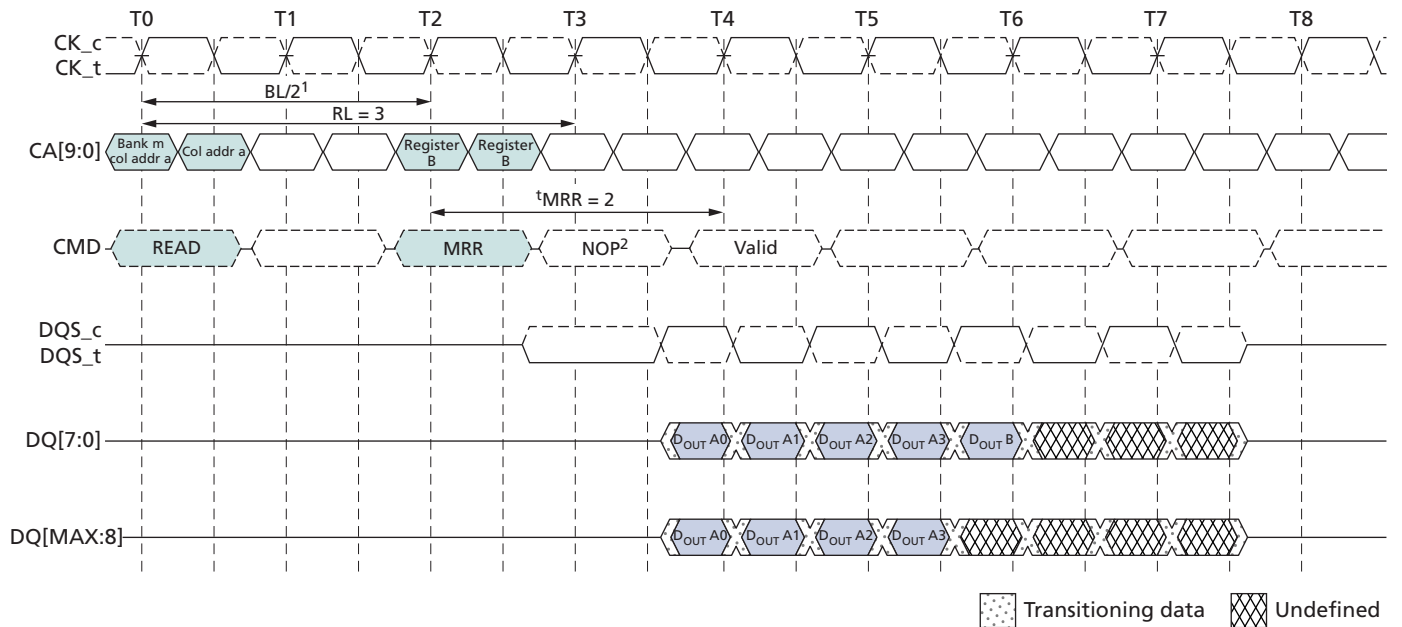 T0 T1 T2 T3 T4 T5 T6 T7 T8
CK_c
CK_t
BL/2¹
RL = 3
CA[9:0] Bank m col addr a Col addr a Register B Register B
ᵗMRR = 2
CMD READ MRR NOP² Valid
DQS_c
DQS_t
DQ[7:0] DOUT A0 DOUT A1 DOUT A2 DOUT A3 DOUT B
DQ[MAX:8] DOUT A0 DOUT A1 DOUT A2 DOUT A3
Transitioning data Undefined